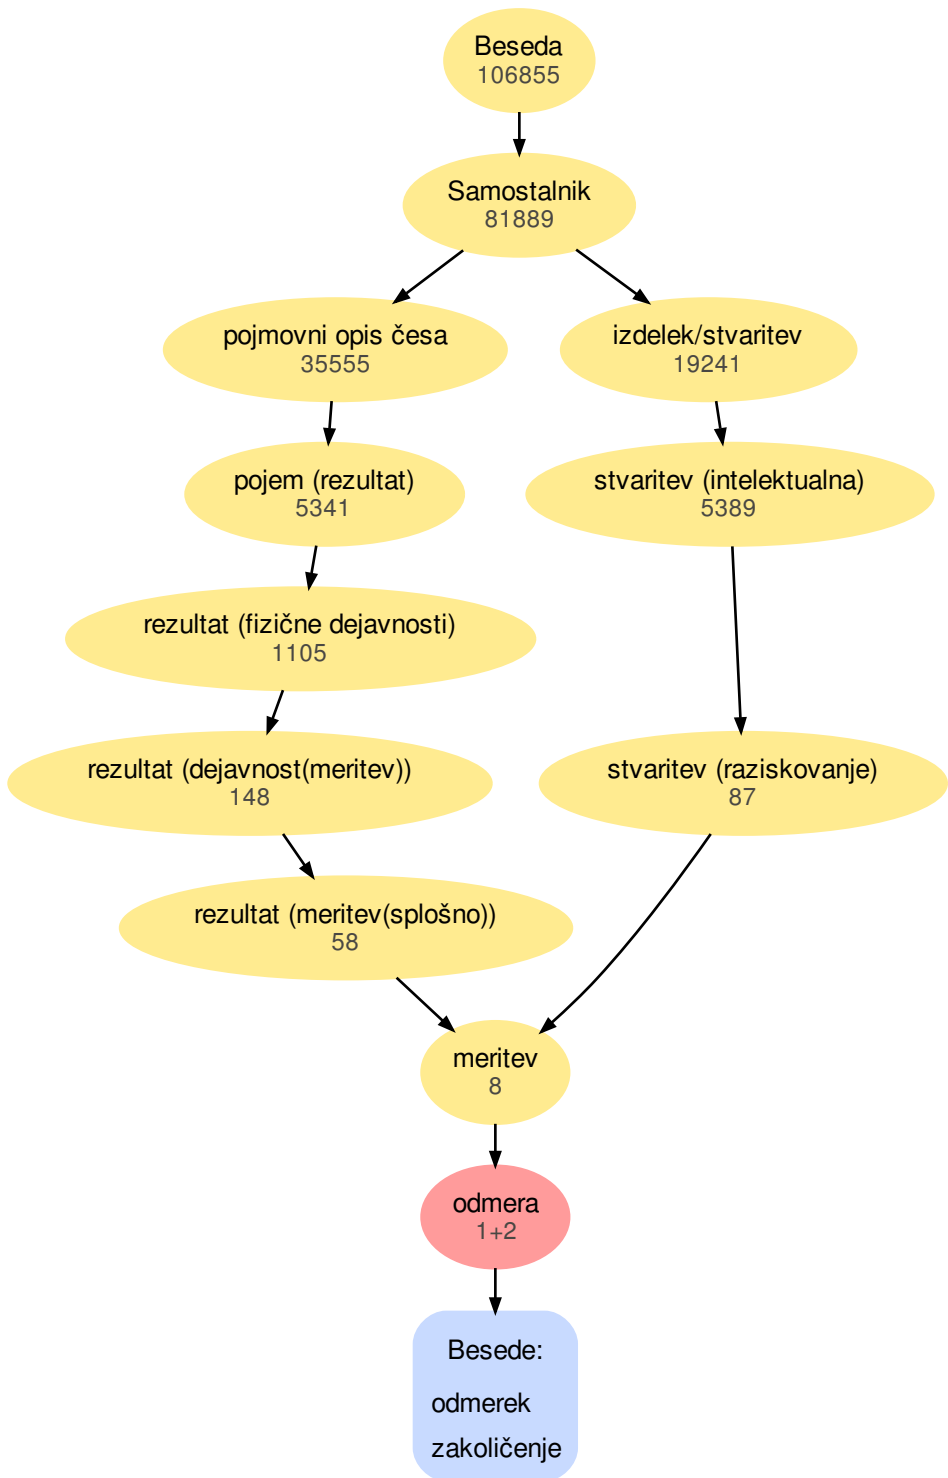 Beseda
106855
Samostalnik
81889
pojmovni opis česa
35555
izdelek/stvaritev
19241
pojem (rezultat)
5341
stvaritev (intelektualna)
5389
rezultat (fizične dejavnosti)
1105
rezultat (dejavnost(meritev))
148
stvaritev (raziskovanje)
87
rezultat (meritev(splošno))
58
meritev
8
odmera
1+2
Besede:
odmerek
zakoličenje